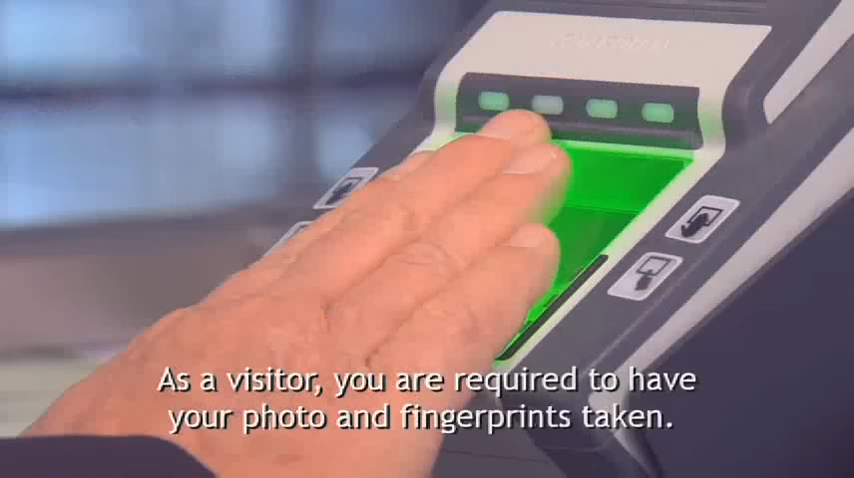 As a visitor, you are required to have
your photo and fingerprints taken.